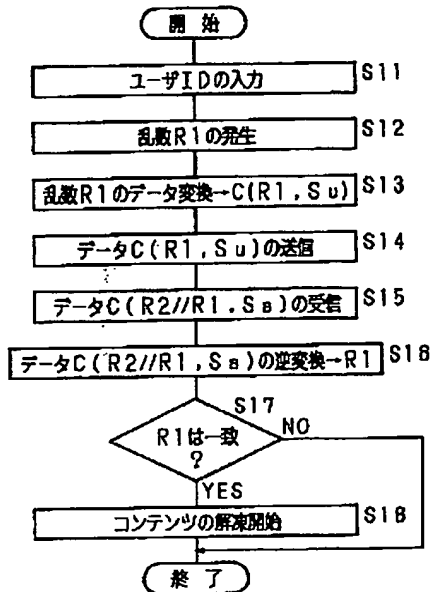 開始
ユーザIDの入力 S11
乱数R1の発生 S12
乱数R1のデータ変換→C(R1,Su) S13
データC(R1,Su)の送信 S14
データC(R2//R1,Ss)の受信 S15
データC(R2//R1,Ss)の逆変換→R1 S16
S17
R1は一致 NO
?
YES
コンテンツの解凍開始 S18
終了